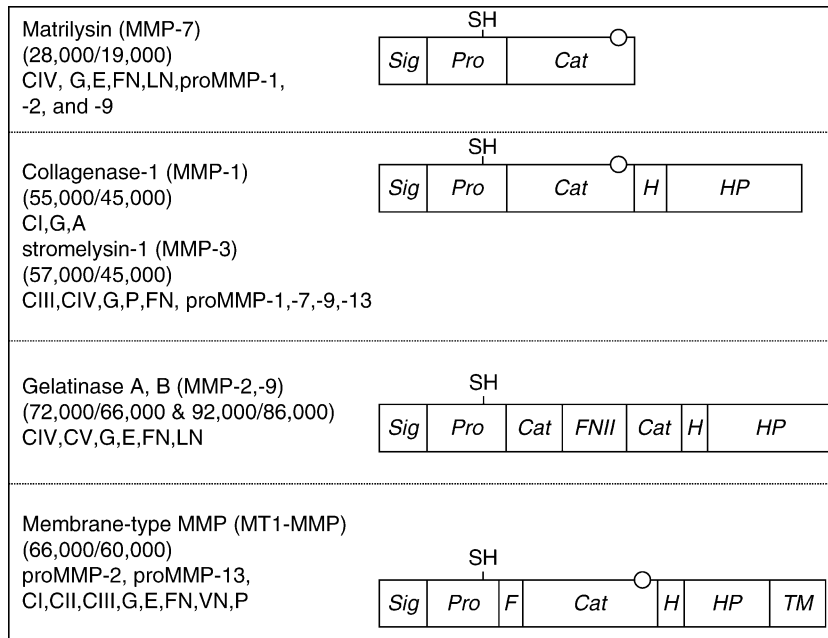 Matrilysin (MMP-7)
(28,000/19,000)
CIV, G,E,FN,LN,proMMP-1,
-2, and -9
SH
Sig Pro Cat
Collagenase-1 (MMP-1)
(55,000/45,000)
CI,G,A
stromelysin-1 (MMP-3)
(57,000/45,000)
CIII,CIV,G,P,FN, proMMP-1,-7,-9,-13
SH
Sig Pro Cat H HP
Gelatinase A, B (MMP-2,-9)
(72,000/66,000 & 92,000/86,000)
CIV,CV,G,E,FN,LN
SH
Sig Pro Cat FNII Cat H HP
Membrane-type MMP (MT1-MMP)
(66,000/60,000)
proMMP-2, proMMP-13,
CI,CII,CIII,G,E,FN,VN,P
SH
Sig Pro F Cat H HP TM